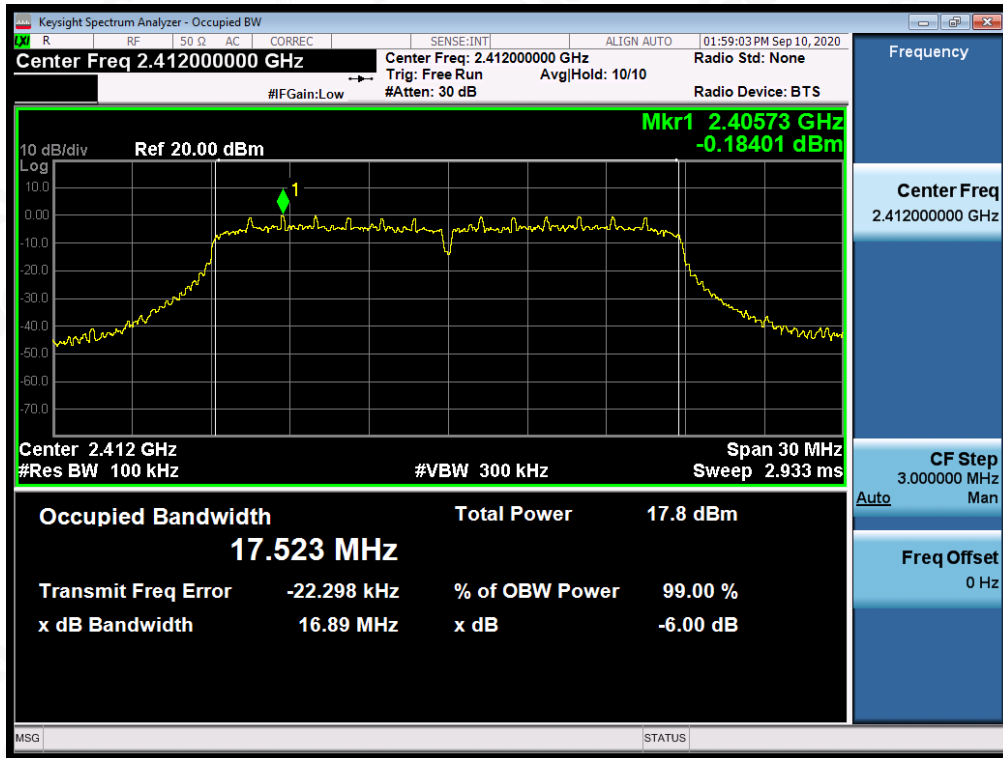 Keysight Spectrum Analyzer - Occupied BW
LXI R RF 50 Ω AC CORREC SENSE:INT ALIGN AUTO 01:59:03 PM Sep 10, 2020
Center Freq 2.412000000 GHz
Center Freq: 2.412000000 GHz Radio Std: None
Trig: Free Run Avg|Hold: 10/10
#IFGain:Low #Atten: 30 dB Radio Device: BTS
Frequency
Mkr1 2.40573 GHz
-0.18401 dBm
10 dB/div Ref 20.00 dBm
Log
10.0
0.00
-10.0
-20.0
-30.0
-40.0
-50.0
-60.0
-70.0
1
Center 2.412 GHz Span 30 MHz
#Res BW 100 kHz #VBW 300 kHz Sweep 2.933 ms
Center Freq
2.412000000 GHz
CF Step
3.000000 MHz
Auto Man
Freq Offset
0 Hz
Occupied Bandwidth Total Power 17.8 dBm
17.523 MHz
Transmit Freq Error -22.298 kHz % of OBW Power 99.00 %
x dB Bandwidth 16.89 MHz x dB -6.00 dB
MSG STATUS